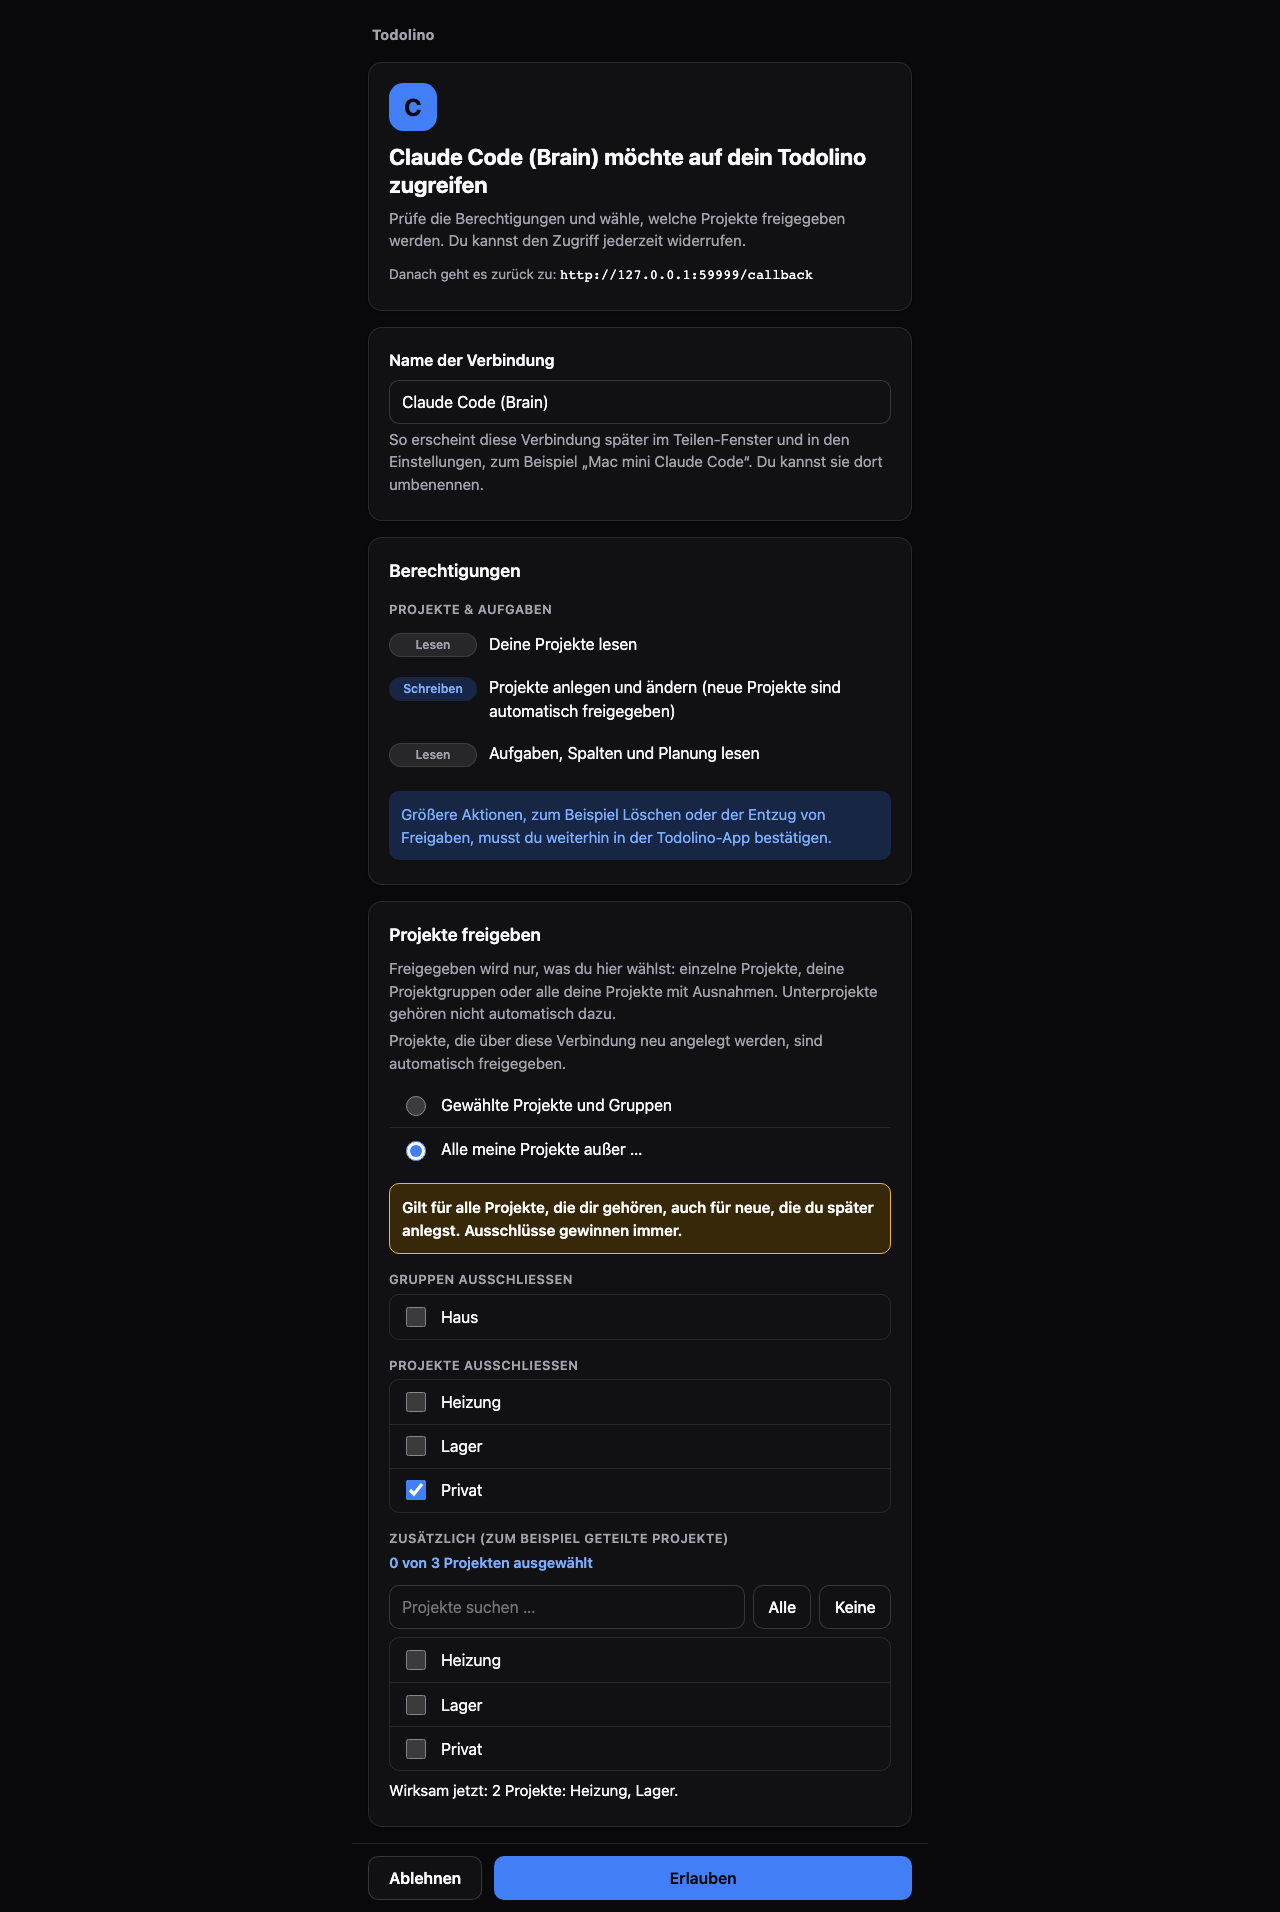 Todolino
C
Claude Code (Brain) möchte auf dein Todolino
zugreifen
Prüfe die Berechtigungen und wähle, welche Projekte freigegeben
werden. Du kannst den Zugriff jederzeit widerrufen.
Danach geht es zurück zu: http://127.0.0.1:59999/callback
Name der Verbindung
Claude Code (Brain)
So erscheint diese Verbindung später im Teilen-Fenster und in den
Einstellungen, zum Beispiel „Mac mini Claude Code“. Du kannst sie dort
umbenennen.
Berechtigungen
PROJEKTE & AUFGABEN
Lesen Deine Projekte lesen
Schreiben Projekte anlegen und ändern (neue Projekte sind
automatisch freigegeben)
Lesen Aufgaben, Spalten und Planung lesen
Größere Aktionen, zum Beispiel Löschen oder der Entzug von
Freigaben, musst du weiterhin in der Todolino-App bestätigen.
Projekte freigeben
Freigegeben wird nur, was du hier wählst: einzelne Projekte, deine
Projektgruppen oder alle deine Projekte mit Ausnahmen. Unterprojekte
gehören nicht automatisch dazu.
Projekte, die über diese Verbindung neu angelegt werden, sind
automatisch freigegeben.
Gewählte Projekte und Gruppen
Alle meine Projekte außer ...
Gilt für alle Projekte, die dir gehören, auch für neue, die du später
anlegst. Ausschlüsse gewinnen immer.
GRUPPEN AUSSCHLIESSEN
Haus
PROJEKTE AUSSCHLIESSEN
Heizung
Lager
Privat
ZUSÄTZLICH (ZUM BEISPIEL GETEILTE PROJEKTE)
0 von 3 Projekten ausgewählt
Projekte suchen ... Alle Keine
Heizung
Lager
Privat
Wirksam jetzt: 2 Projekte: Heizung, Lager.
Ablehnen Erlauben